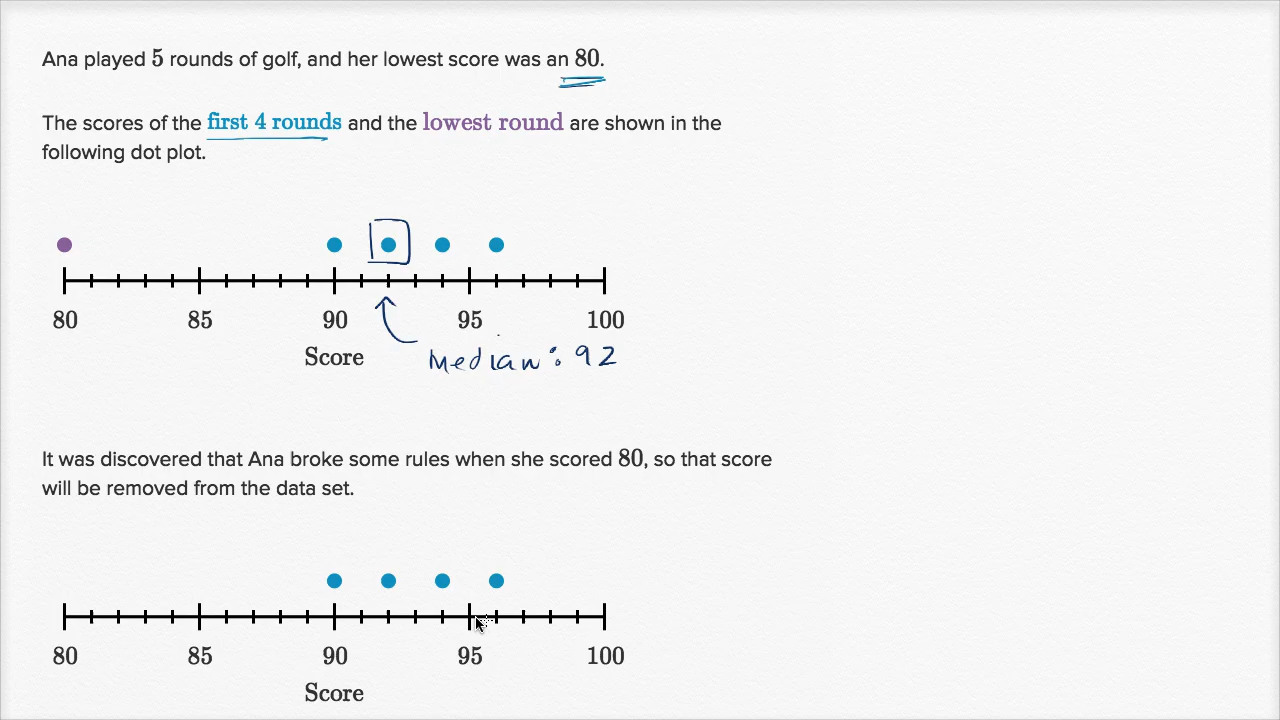 Ana played 5 rounds of golf, and her lowest score was an 80.
The scores of the first 4 rounds and the lowest round are shown in the
following dot plot.
80 85 90 95 100
Score
Median: 92
It was discovered that Ana broke some rules when she scored 80, so that score
will be removed from the data set.
80 85 90 95 100
Score